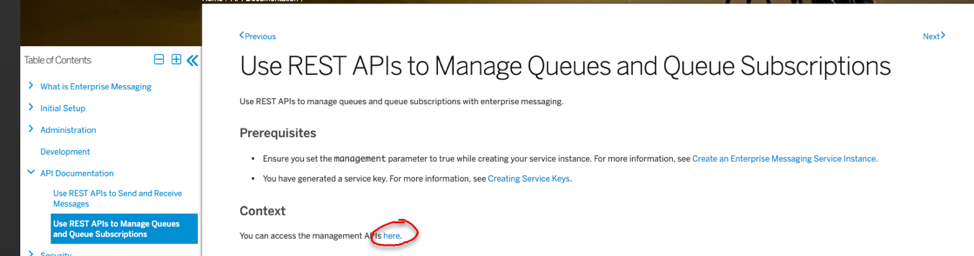 Home / API Documentation /
Previous
Next
Table of Contents
Use REST APIs to Manage Queues and Queue Subscriptions
What is Enterprise Messaging
Use REST APIs to manage queues and queue subscriptions with enterprise messaging.
Initial Setup
Administration
Prerequisites
Development
• Ensure you set the management parameter to true while creating your service instance. For more information, see Create an Enterprise Messaging Service Instance.
API Documentation
• You have generated a service key. For more information, see Creating Service Keys.
Use REST APIs to Send and Receive
Messages
Context
Use REST APIs to Manage Queues
and Queue Subscriptions
You can access the management APIs here.
Security